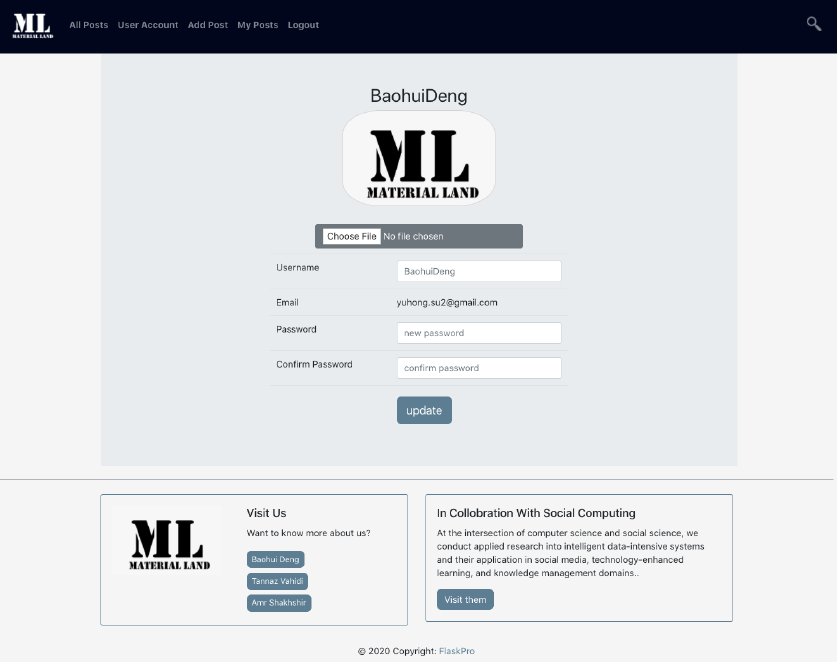 ML
MATERIAL LAND
All Posts User Account Add Post My Posts Logout
BaohuiDeng
ML
MATERIAL LAND
Choose File No file chosen
Username BaohuiDeng
Email yuhong.su2@gmail.com
Password new password
Confirm Password confirm password
update
ML
MATERIAL LAND
Visit Us
Want to know more about us?
Baohui Deng
Tannaz Vahidi
Amr Shakhshir
In Collobration With Social Computing
At the intersection of computer science and social science, we
conduct applied research into intelligent data-intensive systems
and their application in social media, technology-enhanced
learning, and knowledge management domains..
Visit them
© 2020 Copyright: FlaskPro